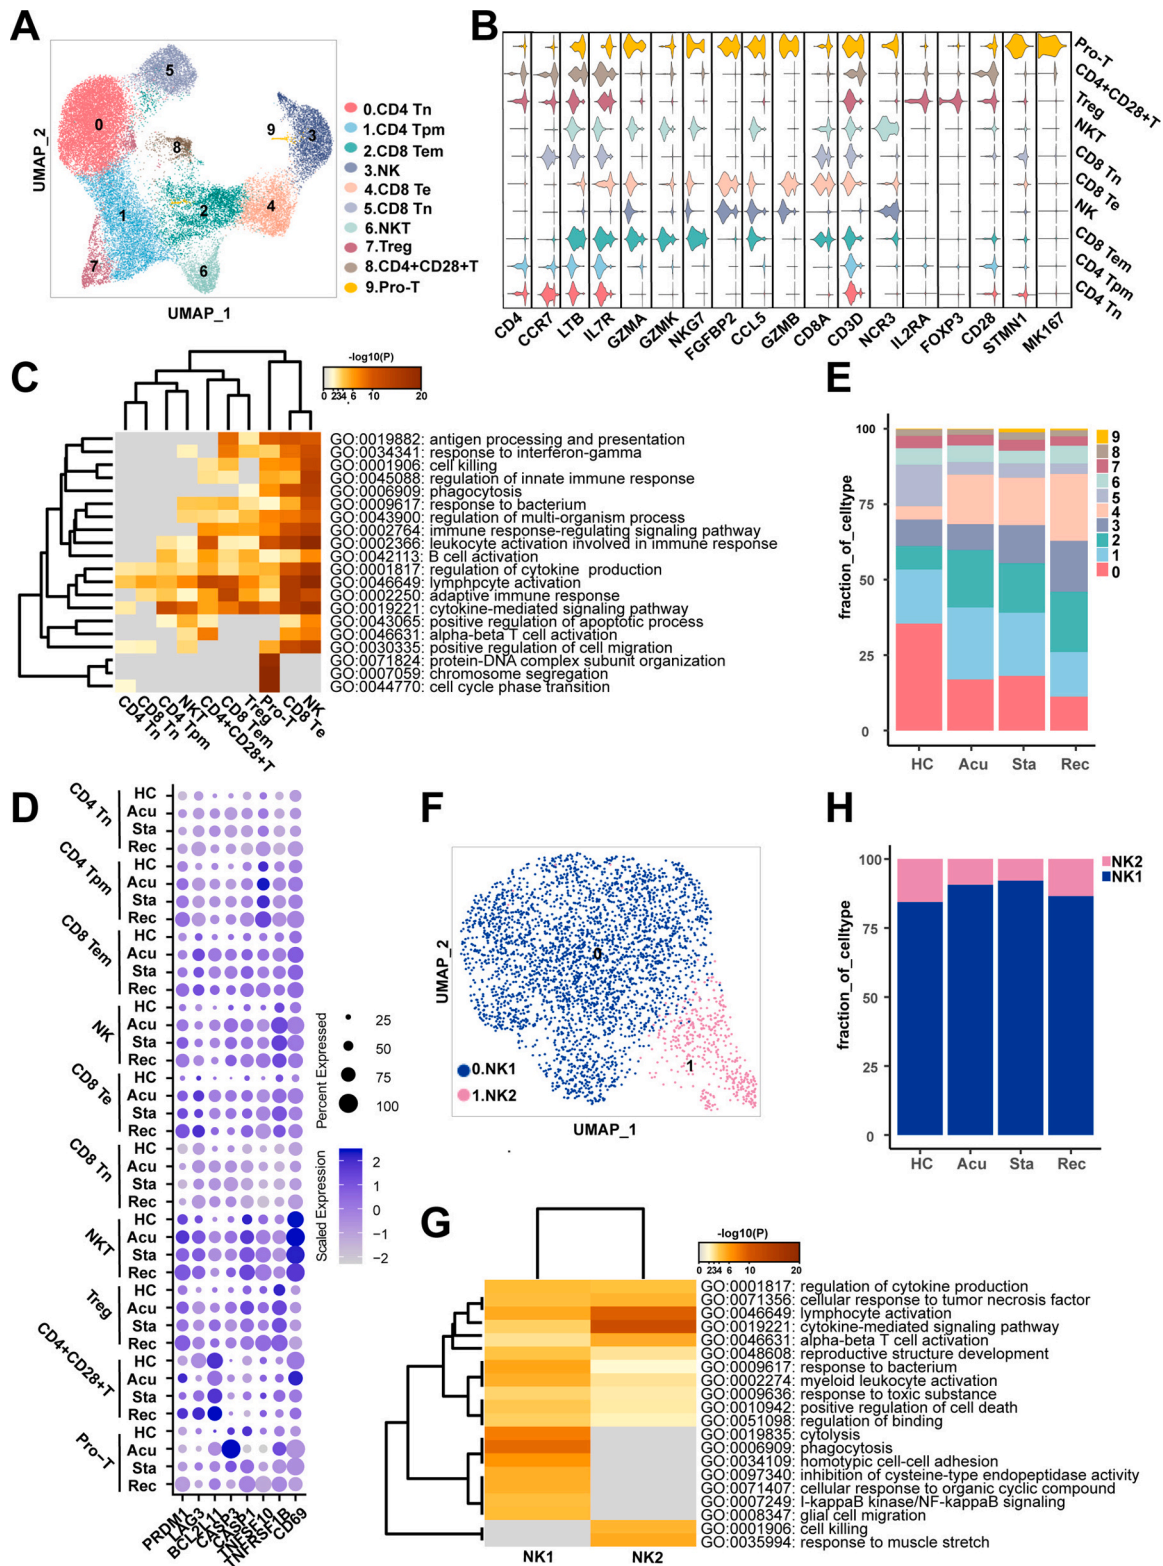 A
UMAP_2
UMAP_1
0
1
2
3
4
5
6
7
8
9
0.CD4 Tn
1.CD4 Tpm
2.CD8 Tem
3.NK
4.CD8 Te
5.CD8 Tn
6.NKT
7.Treg
8.CD4+CD28+T
9.Pro-T
B
Pro-T
CD4+CD28+T
Treg
NKT
CD8 Tn
CD8 Te
NK
CD8 Tem
CD4 Tpm
CD4 Tn
CD4 CCR7 LTB IL7R GZMA GZMK NKG7 FGFBP2 CCL5 GZMB CD8A CD3D NCR3 IL2RA FOXP3 CD28 STMN1 MK167
C
-log10(P)
0 2 3 4 6 10 20
GO:0019882: antigen processing and presentation
GO:0034341: response to interferon-gamma
GO:0001906: cell killing
GO:0045088: regulation of innate immune response
GO:0006909: phagocytosis
GO:0009617: response to bacterium
GO:0043900: regulation of multi-organism process
GO:0002764: immune response-regulating signaling pathway
GO:0002366: leukocyte activation involved in immune response
GO:0042113: B cell activation
GO:0001817: regulation of cytokine production
GO:0046649: lymphpcyte activation
GO:0002250: adaptive immune response
GO:0019221: cytokine-mediated signaling pathway
GO:0043065: positive regulation of apoptotic process
GO:0046631: alpha-beta T cell activation
GO:0030335: positive regulation of cell migration
GO:0071824: protein-DNA complex subunit organization
GO:0007059: chromosome segregation
GO:0044770: cell cycle phase transition
CD4 Tn CD8 Tn CD4 Tpm NKT CD4+CD28+T CD8 Tem Treg Pro-T CD8 Te NK
E
fraction_of_celltype
100
75
50
25
0
HC Acu Sta Rec
9
8
7
6
5
4
3
2
1
0
D
CD4 Tn
HC
Acu
Sta
Rec
CD4 Tpm
HC
Acu
Sta
Rec
CD8 Tem
HC
Acu
Sta
Rec
NK
HC
Acu
Sta
Rec
CD8 Te
HC
Acu
Sta
Rec
CD8 Tn
HC
Acu
Sta
Rec
NKT
HC
Acu
Sta
Rec
Treg
HC
Acu
Sta
Rec
CD4+CD28+T
HC
Acu
Sta
Rec
Pro-T
HC
Acu
Sta
Rec
PRDM1 LAG3 BCL2L11 CASP3 CASP1 TNFSF10 TNFRSF1B CD69
Percent Expressed
25
50
75
100
Scaled Expression
2
1
0
−1
−2
F
UMAP_2
UMAP_1
0
1
0.NK1
1.NK2
H
fraction_of_celltype
100
75
50
25
0
HC Acu Sta Rec
NK2
NK1
G
-log10(P)
0 2 3 4 6 10 20
GO:0001817: regulation of cytokine production
GO:0071356: cellular response to tumor necrosis factor
GO:0046649: lymphocyte activation
GO:0019221: cytokine-mediated signaling pathway
GO:0046631: alpha-beta T cell activation
GO:0048608: reproductive structure development
GO:0009617: response to bacterium
GO:0002274: myeloid leukocyte activation
GO:0009636: response to toxic substance
GO:0010942: positive regulation of cell death
GO:0051098: regulation of binding
GO:0019835: cytolysis
GO:0006909: phagocytosis
GO:0034109: homotypic cell-cell adhesion
GO:0097340: inhibition of cysteine-type endopeptidase activity
GO:0071407: cellular response to organic cyclic compound
GO:0007249: I-kappaB kinase/NF-kappaB signaling
GO:0008347: glial cell migration
GO:0001906: cell killing
GO:0035994: response to muscle stretch
NK1 NK2